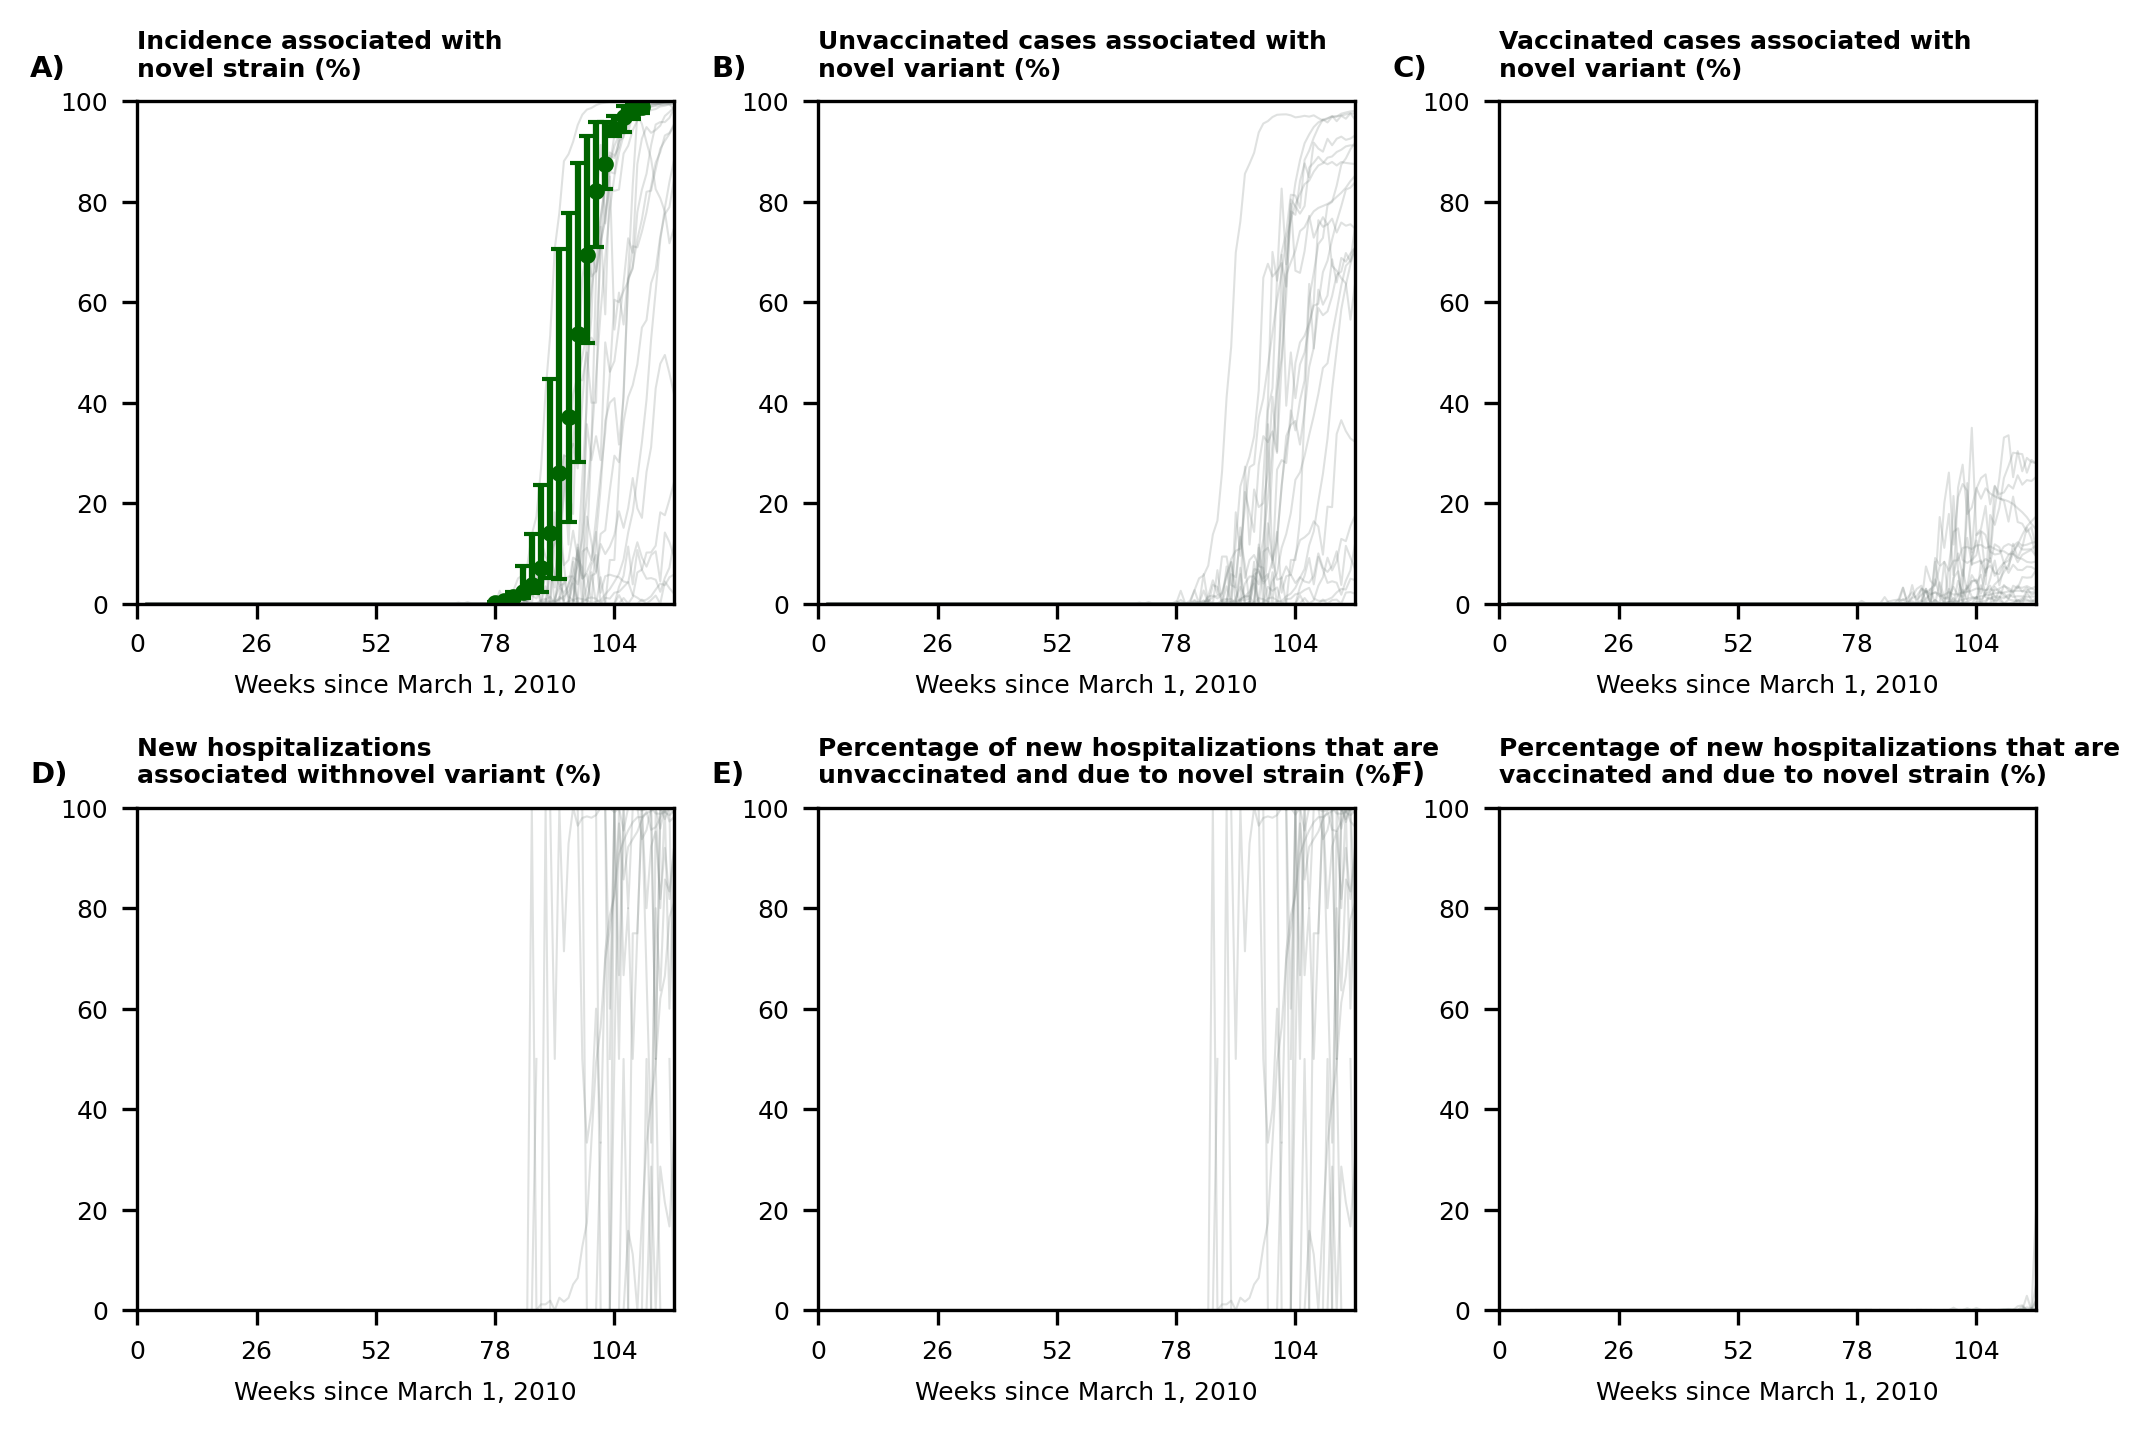 A)
Incidence associated with
novel strain (%)
100
80
60
40
20
0
0 26 52 78 104
Weeks since March 1, 2010
B)
Unvaccinated cases associated with
novel variant (%)
100
80
60
40
20
0
0 26 52 78 104
Weeks since March 1, 2010
C)
Vaccinated cases associated with
novel variant (%)
100
80
60
40
20
0
0 26 52 78 104
Weeks since March 1, 2010
D)
New hospitalizations
associated withnovel variant (%)
100
80
60
40
20
0
0 26 52 78 104
Weeks since March 1, 2010
E)
Percentage of new hospitalizations that are
unvaccinated and due to novel strain (%)
100
80
60
40
20
0
0 26 52 78 104
Weeks since March 1, 2010
F)
Percentage of new hospitalizations that are
vaccinated and due to novel strain (%)
100
80
60
40
20
0
0 26 52 78 104
Weeks since March 1, 2010